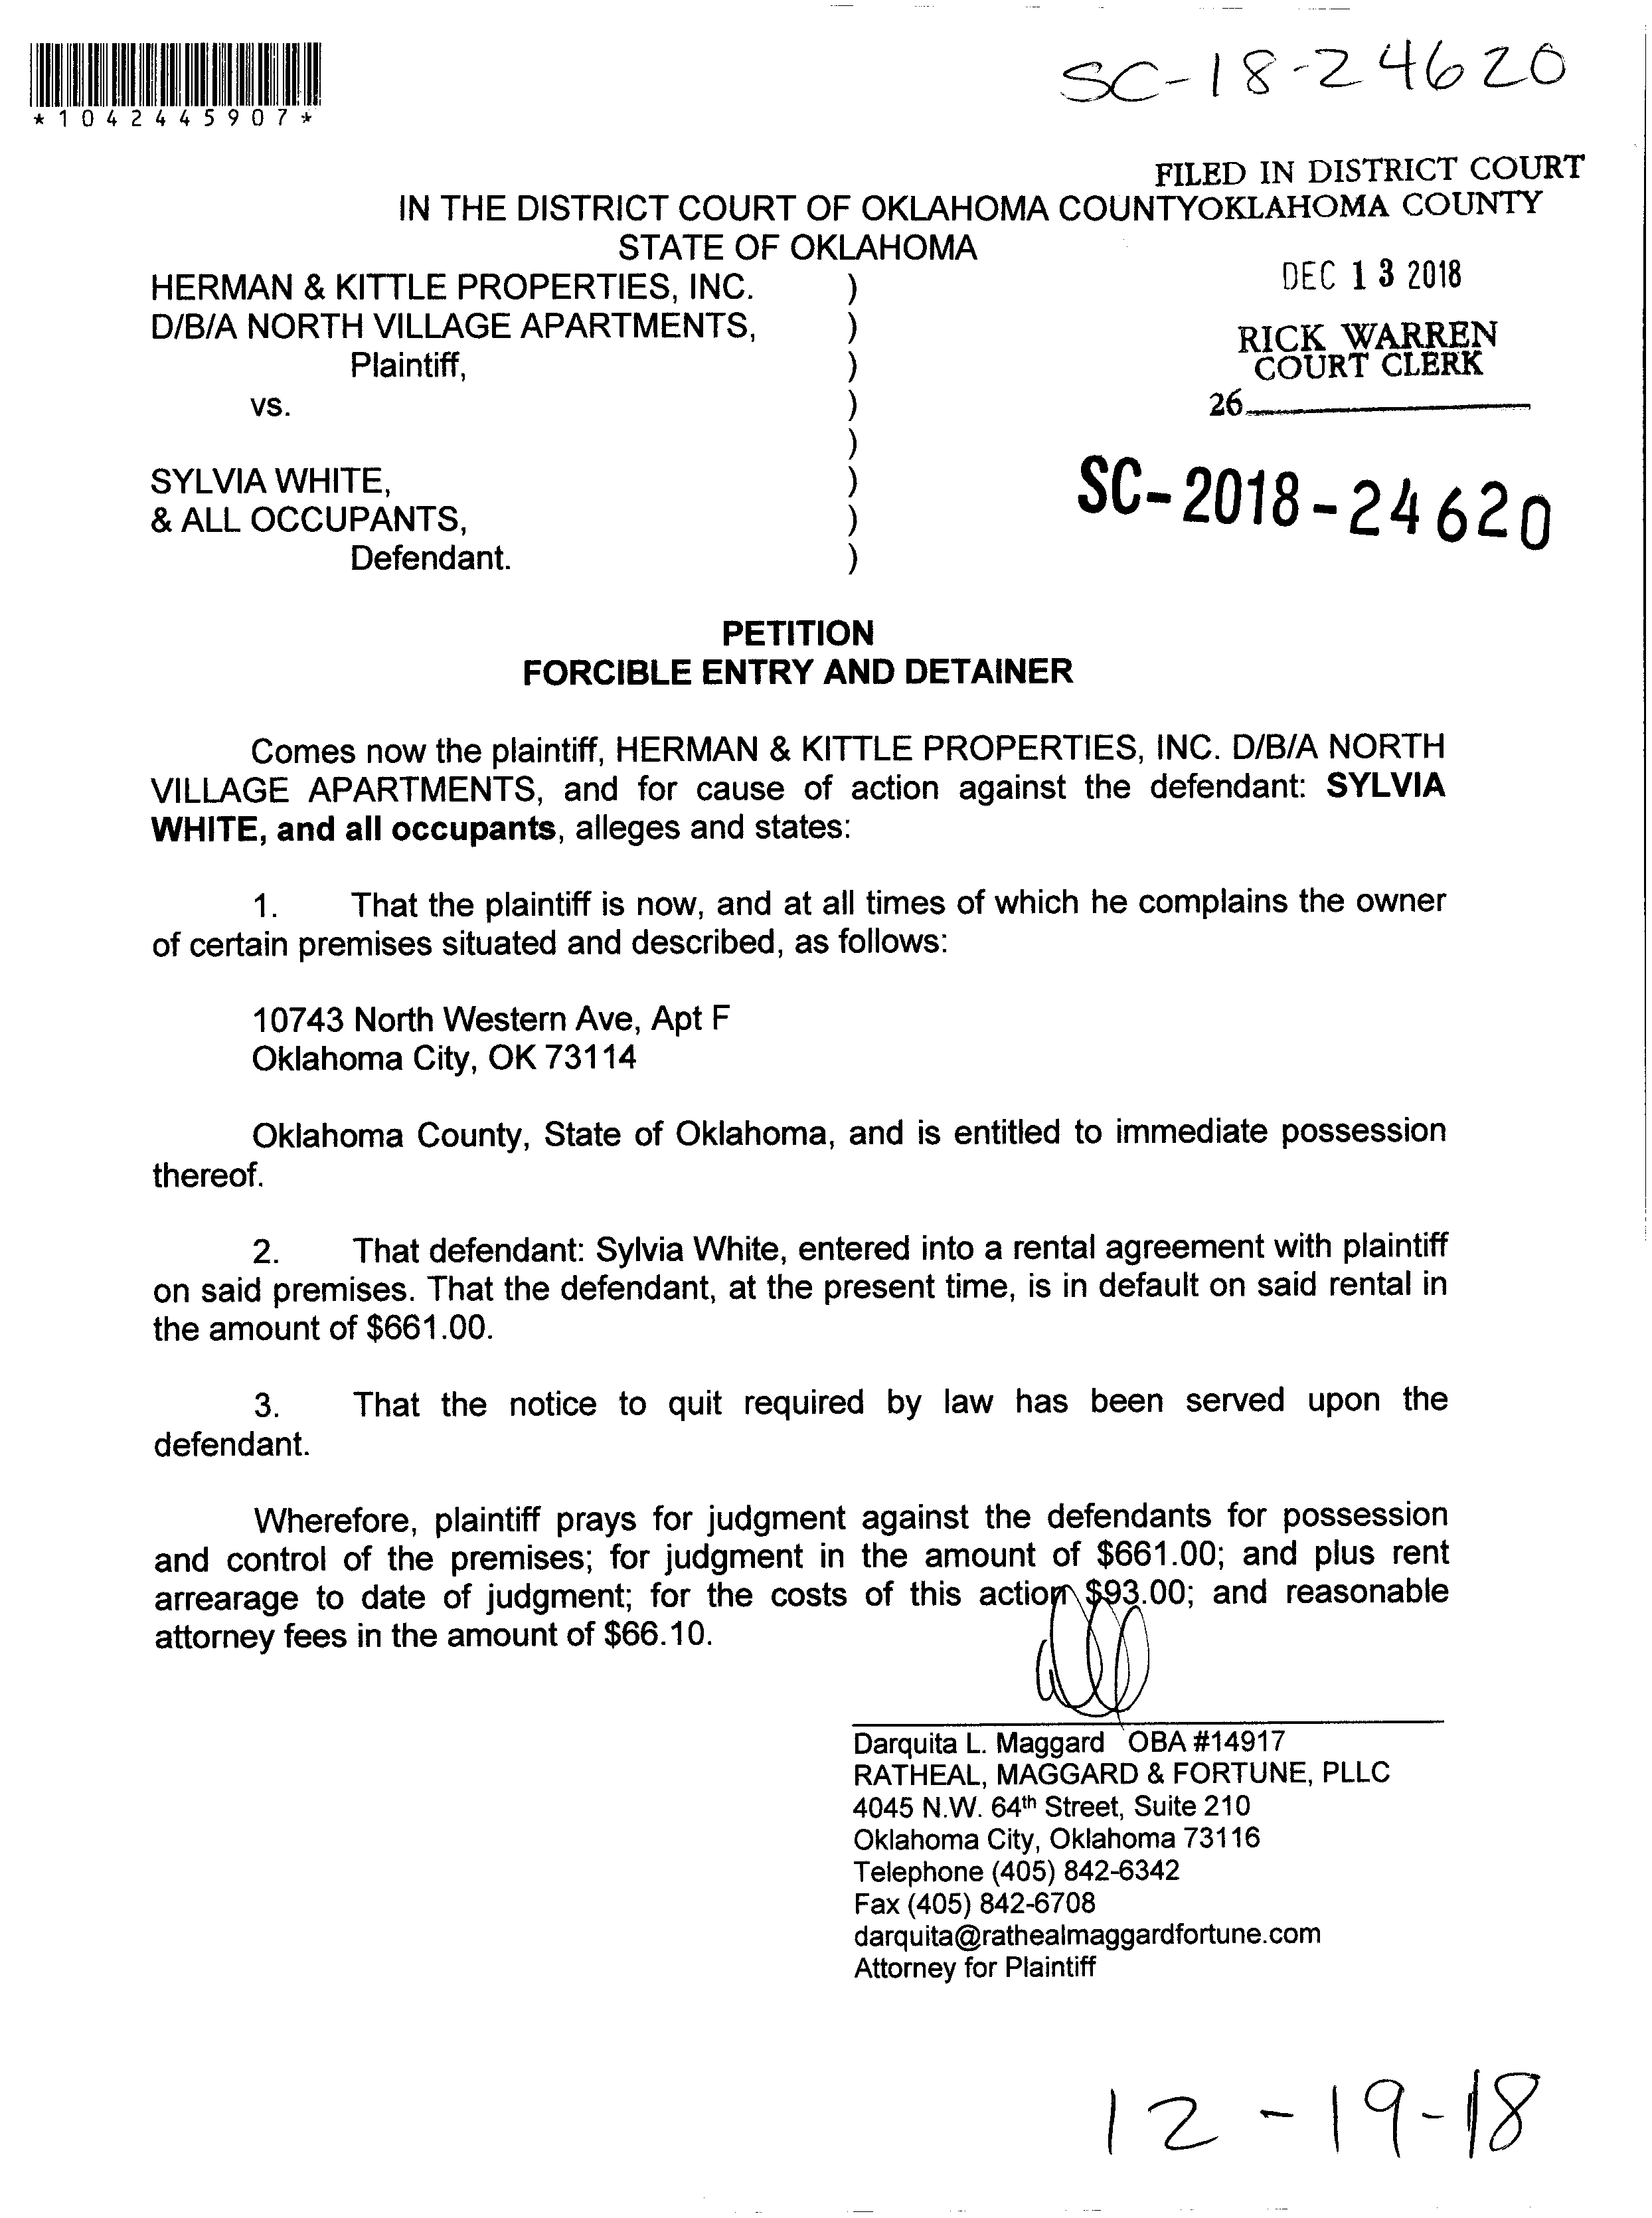 *1042445907*
SC-18-24620
FILED IN DISTRICT COURT
OKLAHOMA COUNTY
IN THE DISTRICT COURT OF OKLAHOMA COUNTY
STATE OF OKLAHOMA
DEC 13 2018
RICK WARREN
COURT CLERK
26
SC-2018-24620
HERMAN & KITTLE PROPERTIES, INC. )
D/B/A NORTH VILLAGE APARTMENTS, )
Plaintiff, )
vs. )
)
SYLVIA WHITE, )
& ALL OCCUPANTS, )
Defendant. )
PETITION
FORCIBLE ENTRY AND DETAINER
Comes now the plaintiff, HERMAN & KITTLE PROPERTIES, INC. D/B/A NORTH
VILLAGE APARTMENTS, and for cause of action against the defendant: SYLVIA
WHITE, and all occupants, alleges and states:
1. That the plaintiff is now, and at all times of which he complains the owner
of certain premises situated and described, as follows:
10743 North Western Ave, Apt F
Oklahoma City, OK 73114
Oklahoma County, State of Oklahoma, and is entitled to immediate possession
thereof.
2. That defendant: Sylvia White, entered into a rental agreement with plaintiff
on said premises. That the defendant, at the present time, is in default on said rental in
the amount of $661.00.
3. That the notice to quit required by law has been served upon the
defendant.
Wherefore, plaintiff prays for judgment against the defendants for possession
and control of the premises; for judgment in the amount of $661.00; and plus rent
arrearage to date of judgment; for the costs of this action $93.00; and reasonable
attorney fees in the amount of $66.10.
Darquita L. Maggard OBA #14917
RATHEAL, MAGGARD & FORTUNE, PLLC
4045 N.W. 64th Street, Suite 210
Oklahoma City, Oklahoma 73116
Telephone (405) 842-6342
Fax (405) 842-6708
darquita@rathealmaggardfortune.com
Attorney for Plaintiff
12-19-18